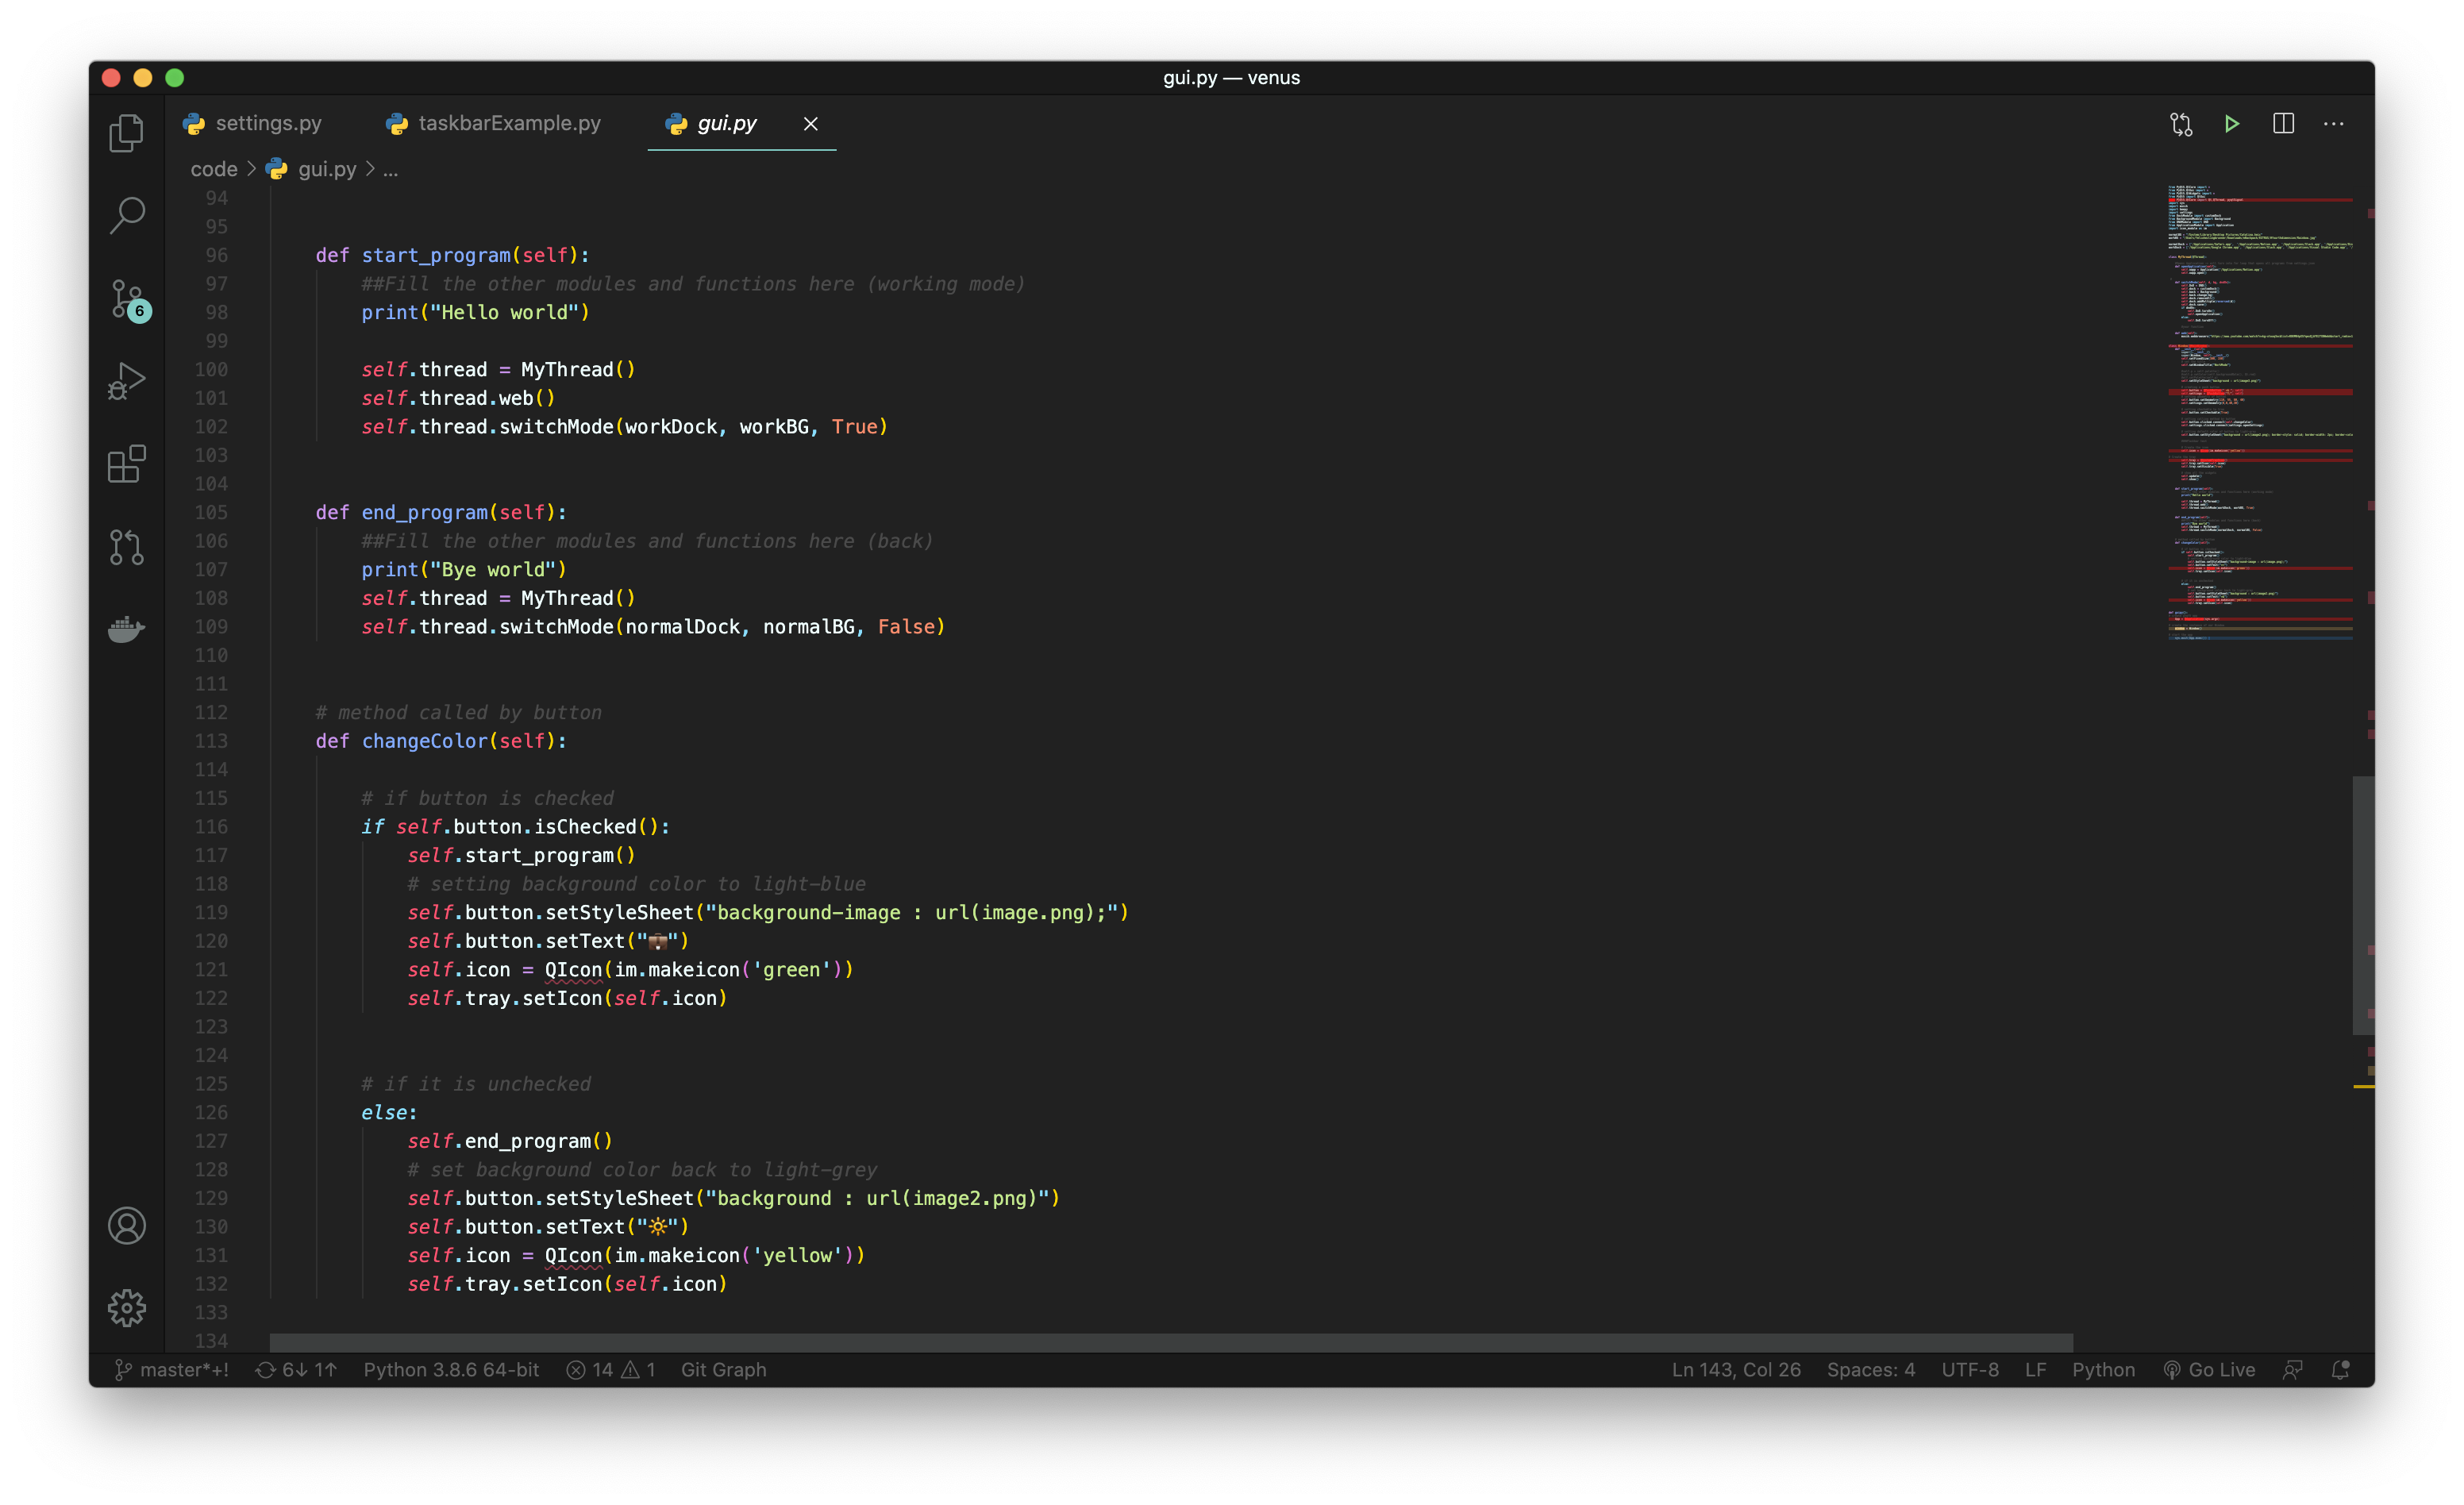 gui.py — venus
settings.py taskbarExample.py gui.py
code > gui.py > ...
6
94
95
96 def start_program(self):
97 ##Fill the other modules and functions here (working mode)
98 print("Hello world")
99
100 self.thread = MyThread()
101 self.thread.web()
102 self.thread.switchMode(workDock, workBG, True)
103
104
105 def end_program(self):
106 ##Fill the other modules and functions here (back)
107 print("Bye world")
108 self.thread = MyThread()
109 self.thread.switchMode(normalDock, normalBG, False)
110
111
112 # method called by button
113 def changeColor(self):
114
115 # if button is checked
116 if self.button.isChecked():
117 self.start_program()
118 # setting background color to light-blue
119 self.button.setStyleSheet("background-image : url(image.png);")
120 self.button.setText("💼")
121 self.icon = QIcon(im.makeicon('green'))
122 self.tray.setIcon(self.icon)
123
124
125 # if it is unchecked
126 else:
127 self.end_program()
128 # set background color back to light-grey
129 self.button.setStyleSheet("background : url(image2.png)")
130 self.button.setText("🔆")
131 self.icon = QIcon(im.makeicon('yellow'))
132 self.tray.setIcon(self.icon)
133
134
master*+! 6↓ 1↑ Python 3.8.6 64-bit 14 1 Git Graph Ln 143, Col 26 Spaces: 4 UTF-8 LF Python Go Live